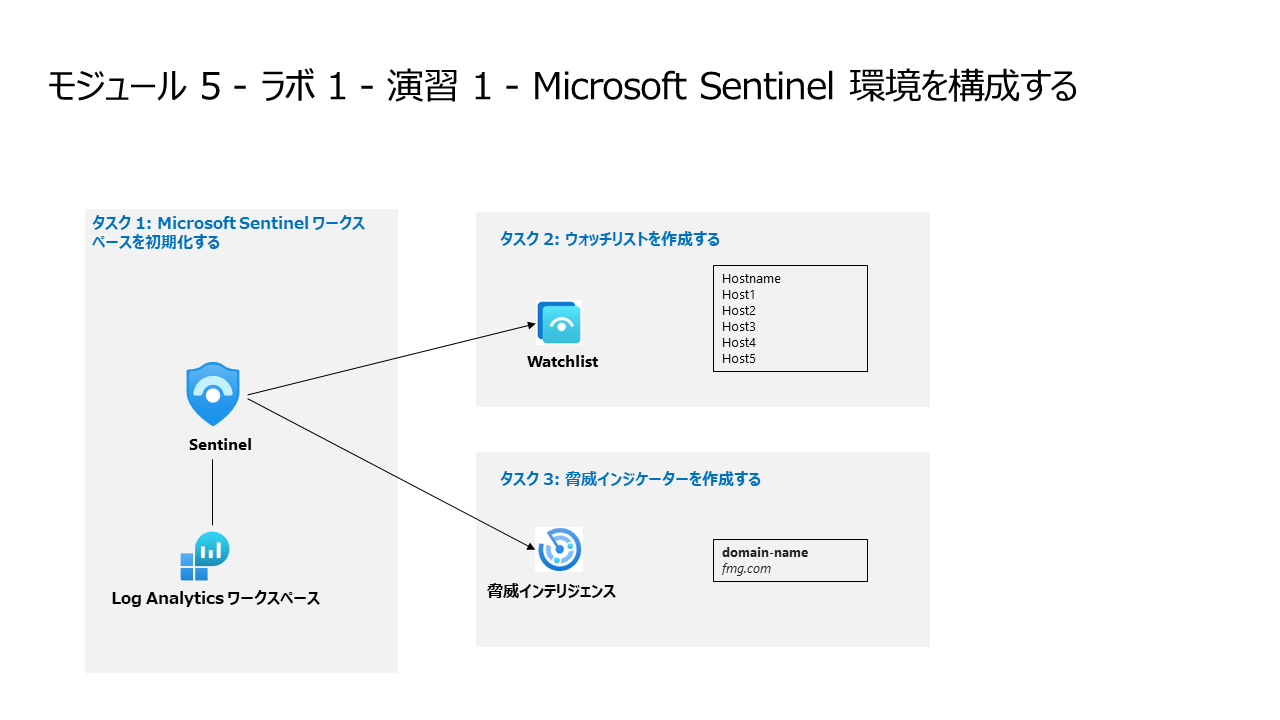 モジュール 5 - ラボ 1 - 演習 1 - Microsoft Sentinel 環境を構成する
タスク 1: Microsoft Sentinel ワークス
ペースを初期化する
Sentinel
Log Analytics ワークスペース
タスク 2: ウォッチリストを作成する
Watchlist
Hostname
Host1
Host2
Host3
Host4
Host5
タスク 3: 脅威インジケーターを作成する
脅威インテリジェンス
domain-name
fmg.com